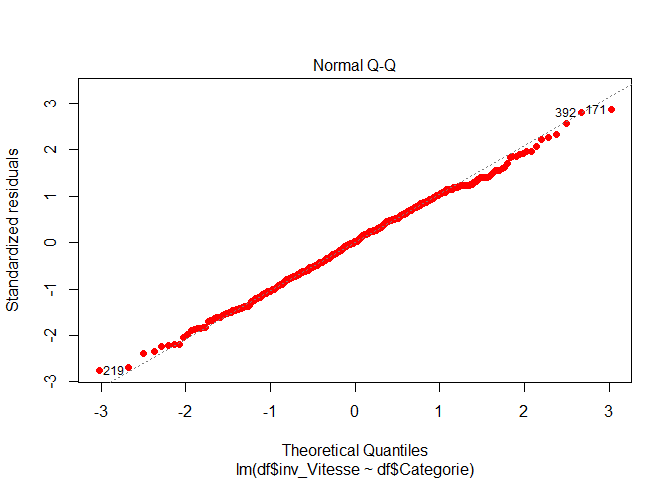 Normal Q-Q
Standardized residuals
3
2
1
0
-1
-2
-3
392
171
219
-3 -2 -1 0 1 2 3
Theoretical Quantiles
lm(df$inv_Vitesse ~ df$Categorie)